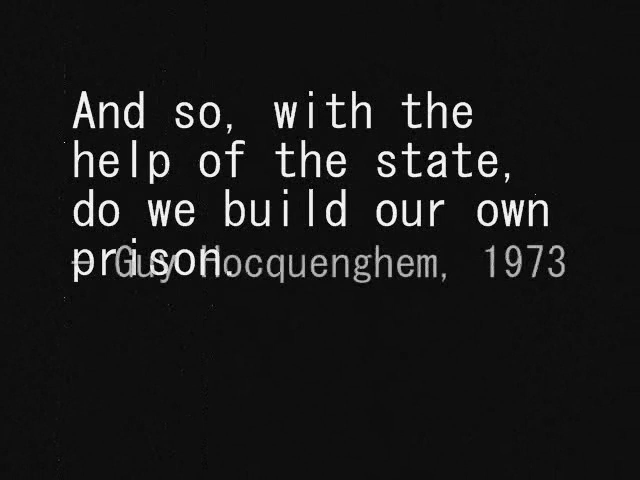 And so, with the
help of the state,
do we build our own
prison.
– Guy Hocquenghem, 1973